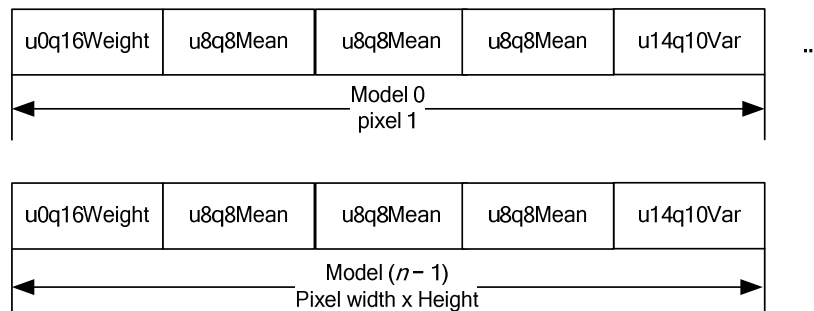 u0q16Weight u8q8Mean u8q8Mean u8q8Mean u14q10Var ..
Model 0
pixel 1
u0q16Weight u8q8Mean u8q8Mean u8q8Mean u14q10Var
Model (n − 1)
Pixel width x Height